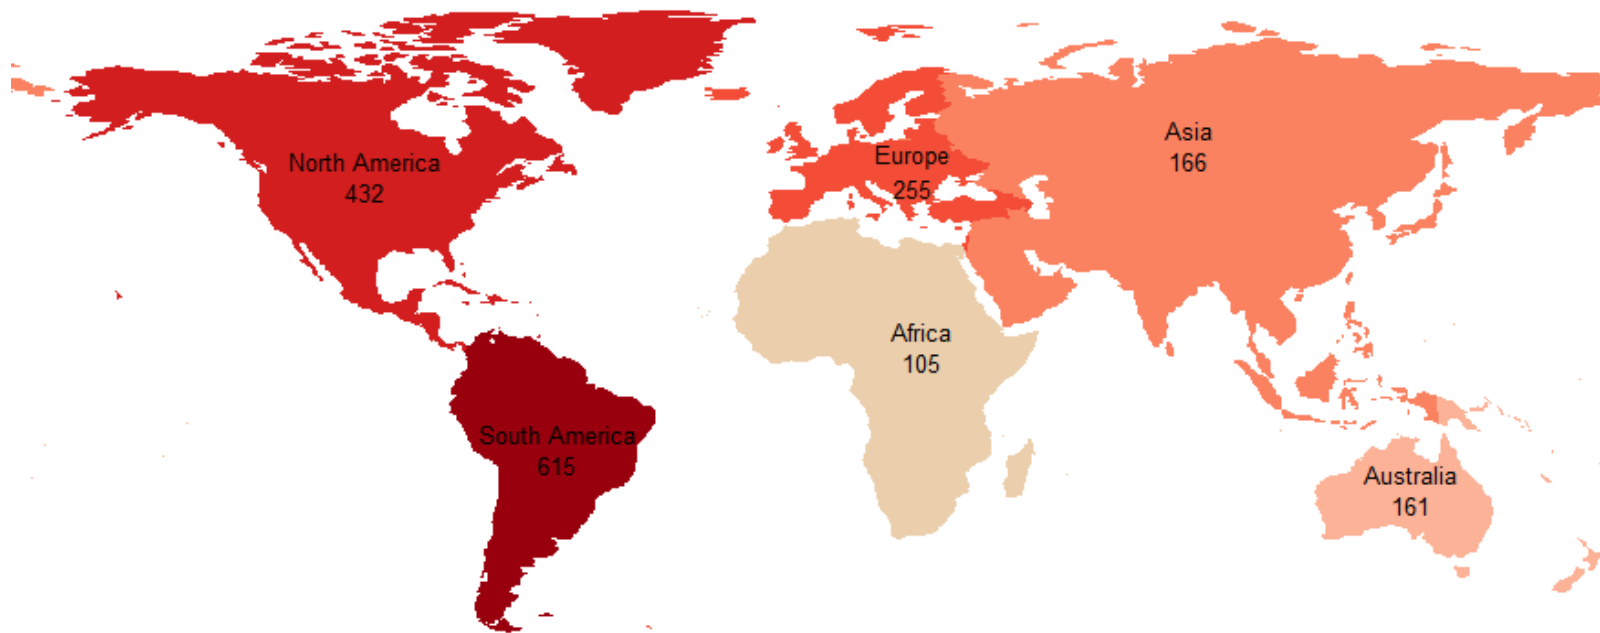 North America
432
South America
615
Europe
255
Africa
105
Asia
166
Australia
161